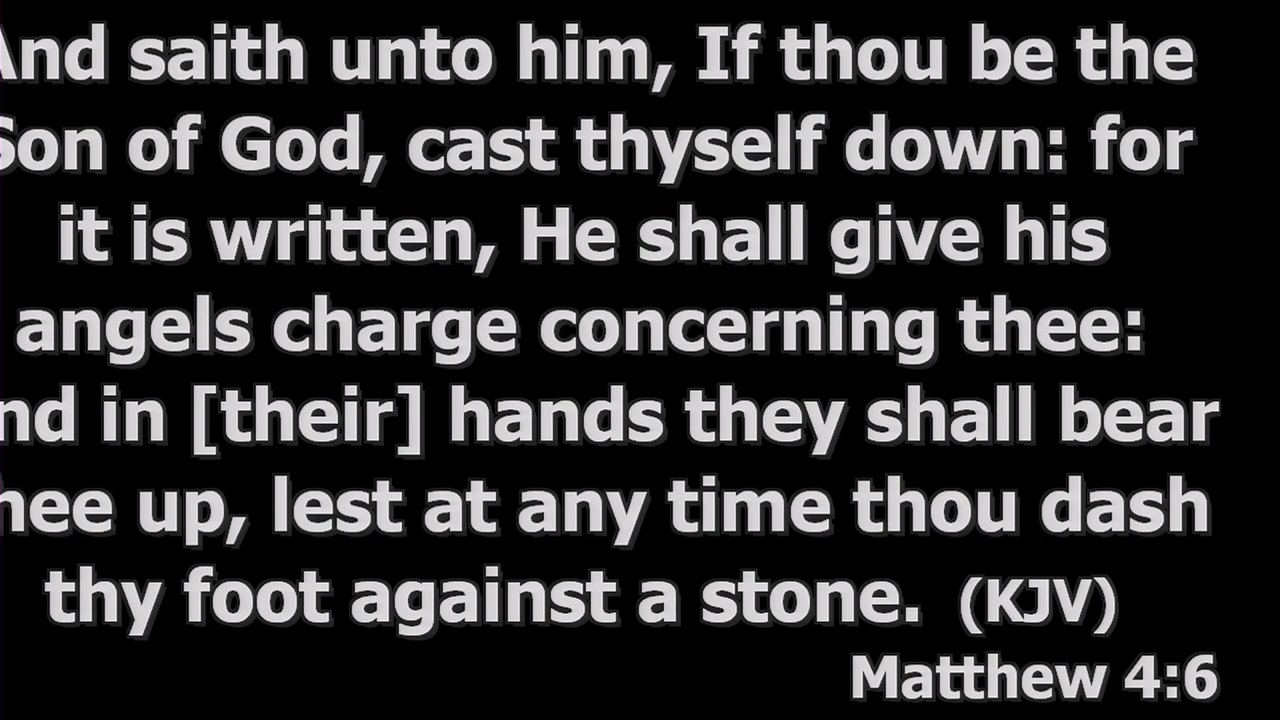 And saith unto him, If thou be the
Son of God, cast thyself down: for
it is written, He shall give his
angels charge concerning thee:
nd in [their] hands they shall bear
hee up, lest at any time thou dash
thy foot against a stone. (KJV)
Matthew 4:6